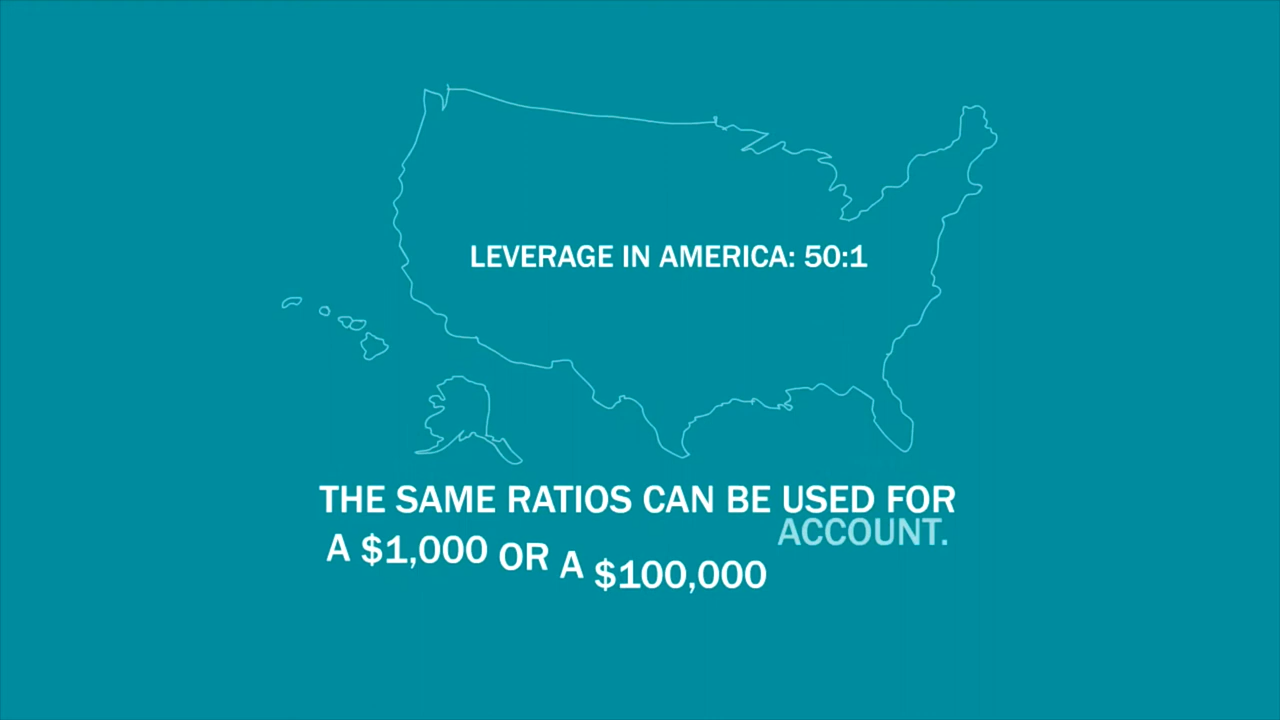 LEVERAGE IN AMERICA: 50:1
THE SAME RATIOS CAN BE USED FOR
A $1,000 OR A $100,000 ACCOUNT.